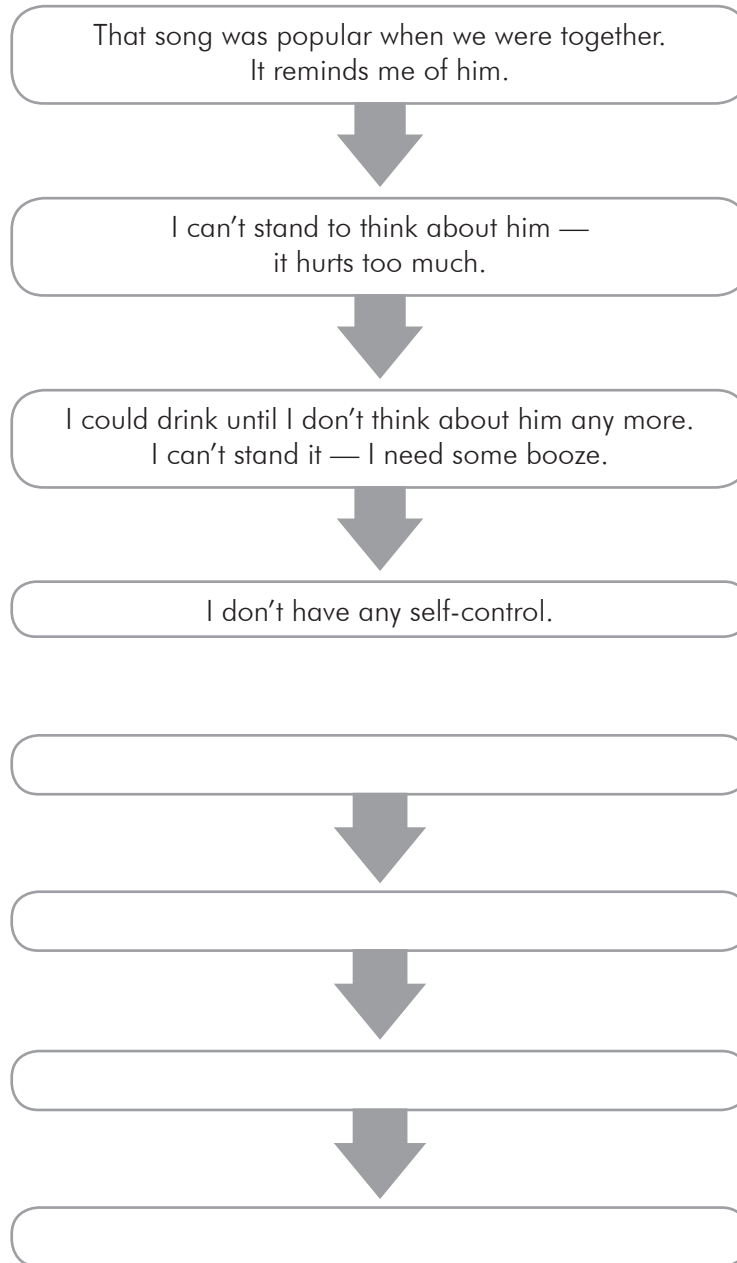 That song was popular when we were together.
It reminds me of him.
I can’t stand to think about him —
it hurts too much.
I could drink until I don’t think about him any more.
I can’t stand it — I need some booze.
I don’t have any self-control.